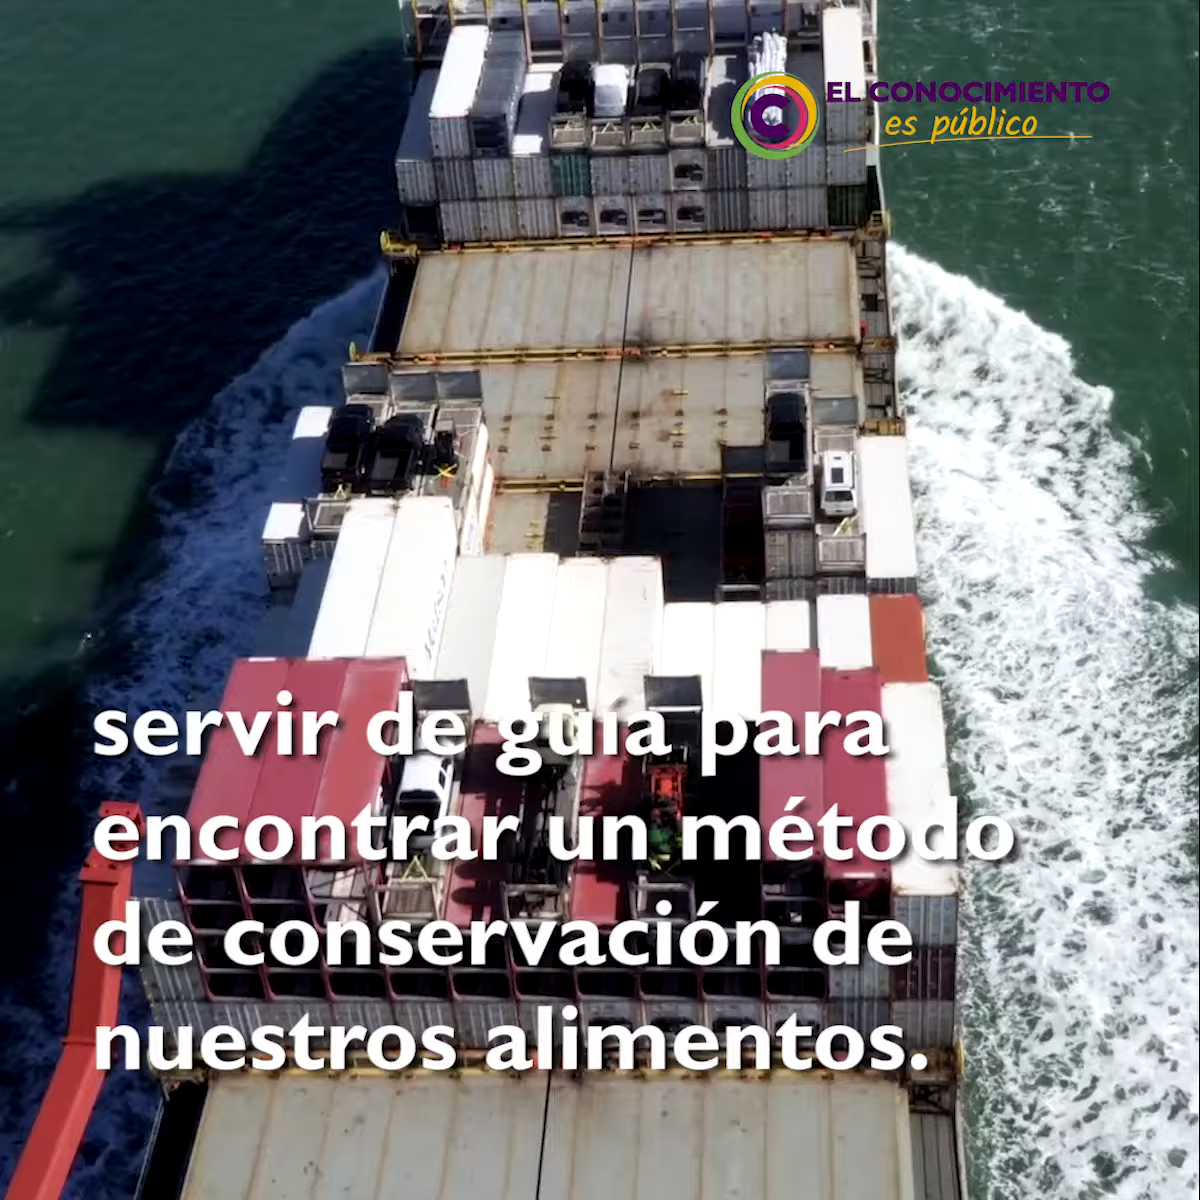 EL CONOCIMIENTO
es público
servir de guía para
encontrar un método
de conservación de
nuestros alimentos.